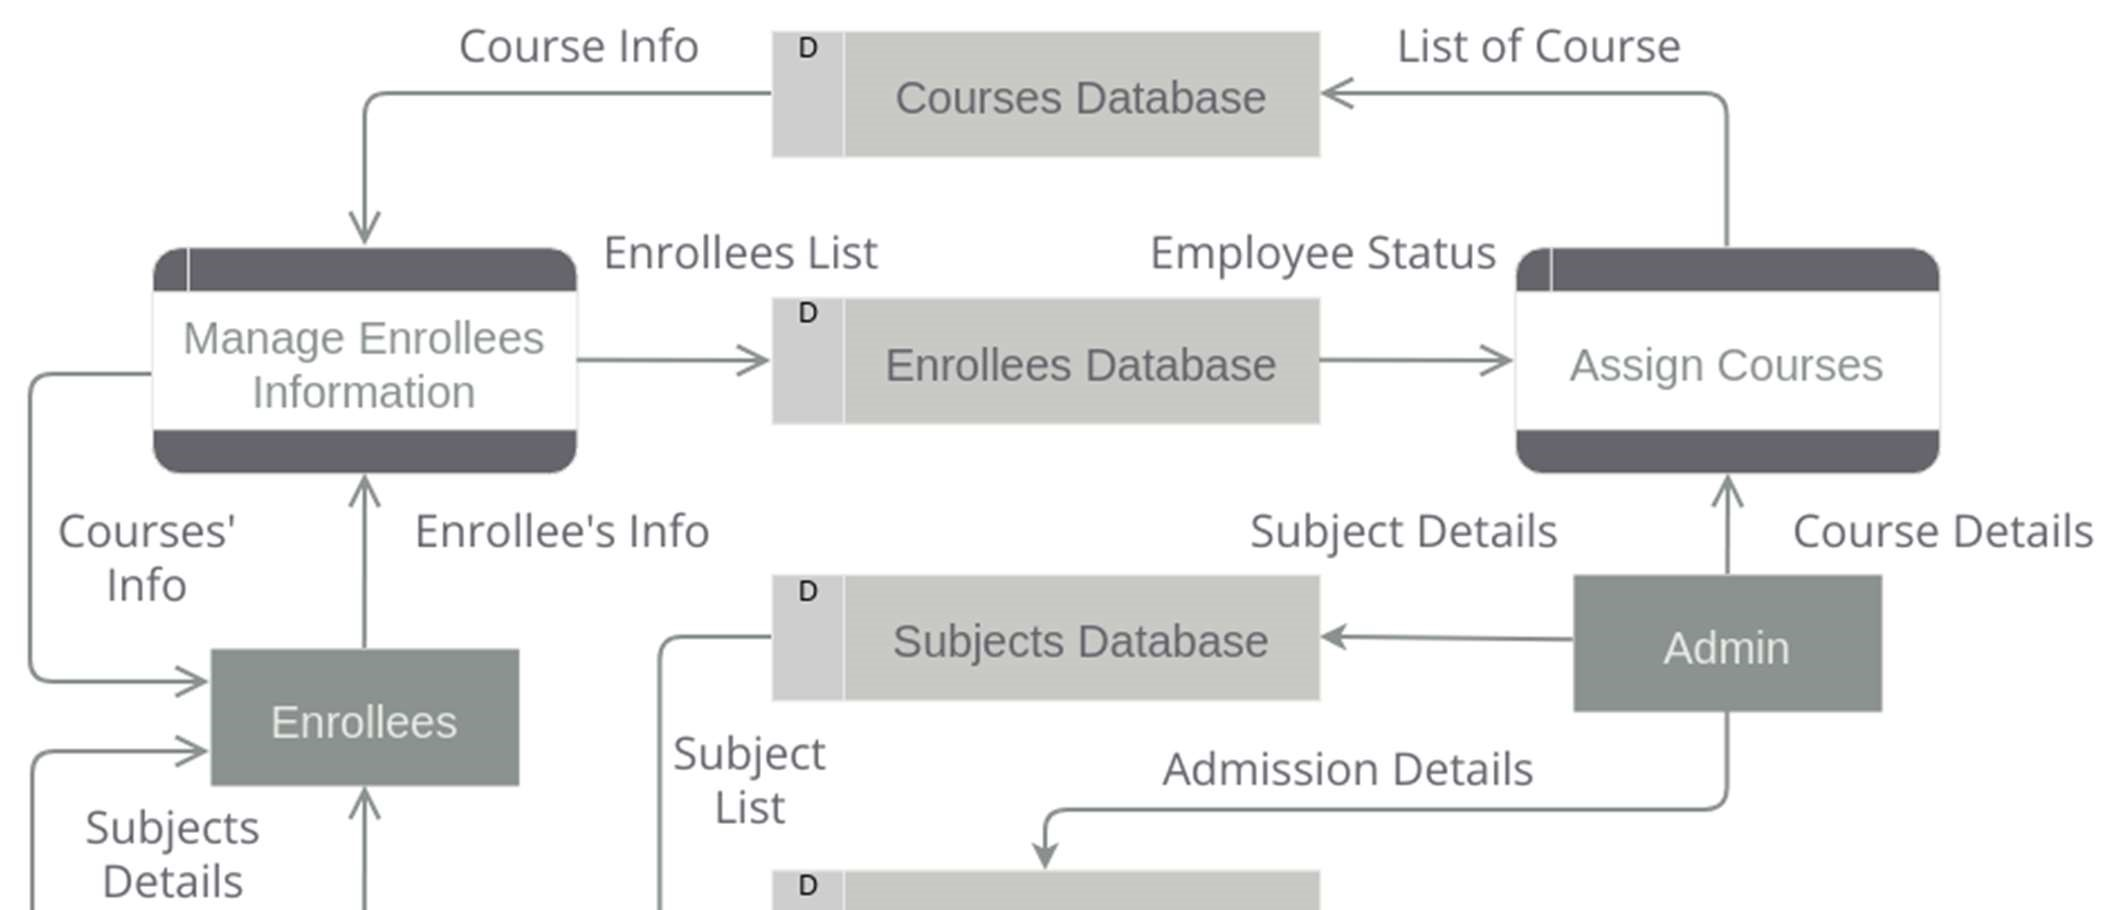 Course Info
D
Courses Database
List of Course
Enrollees List
Employee Status
Manage Enrollees
Information
D
Enrollees Database
Assign Courses
Courses'
Info
Enrollee's Info
Subject Details
Course Details
D
Subjects Database
Admin
Enrollees
Subject
List
Admission Details
Subjects
Details
D